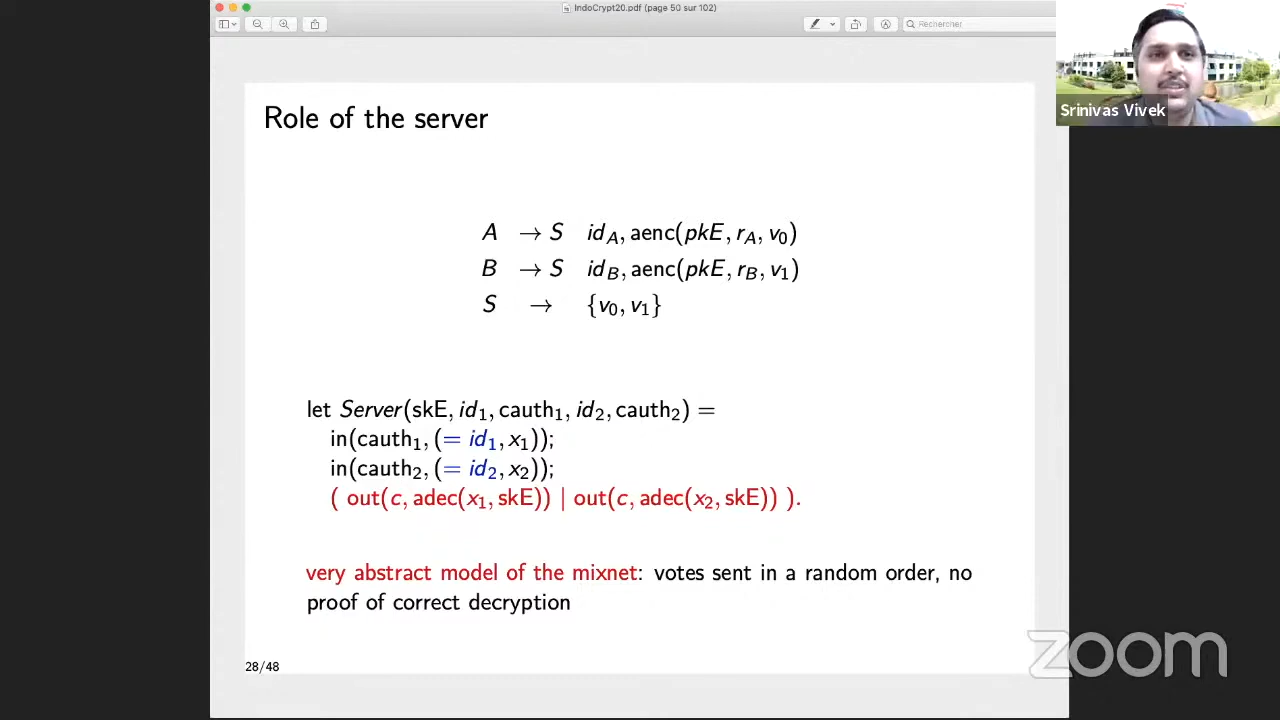 IndoCrypt20.pdf (page 50 sur 102)
Rechercher
Srinivas Vivek
Role of the server
A → S id_A, aenc(pkE, r_A, v_0)
B → S id_B, aenc(pkE, r_B, v_1)
S → {v_0, v_1}
let Server(skE, id_1, cauth_1, id_2, cauth_2) =
in(cauth_1, (= id_1, x_1));
in(cauth_2, (= id_2, x_2));
( out(c, adec(x_1, skE)) | out(c, adec(x_2, skE)) ).
very abstract model of the mixnet: votes sent in a random order, no
proof of correct decryption
28/48
zoom